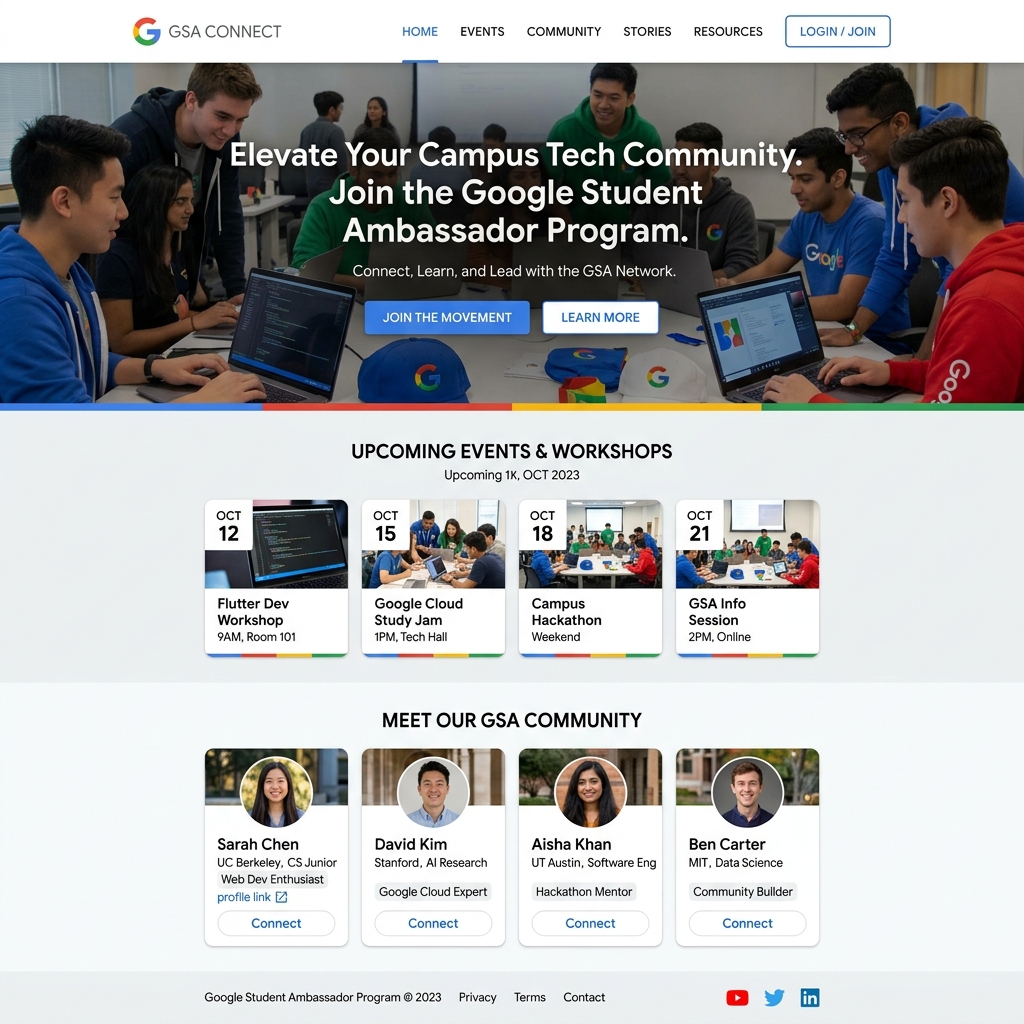 GSA CONNECT
HOME EVENTS COMMUNITY STORIES RESOURCES LOGIN / JOIN
Elevate Your Campus Tech Community.
Join the Google Student
Ambassador Program.
Connect, Learn, and Lead with the GSA Network.
JOIN THE MOVEMENT LEARN MORE
Google
Goo
UPCOMING EVENTS & WORKSHOPS
Upcoming 1K, OCT 2023
OCT
12
Flutter Dev
Workshop
9AM, Room 101
OCT
15
Google Cloud
Study Jam
1PM, Tech Hall
OCT
18
Campus
Hackathon
Weekend
OCT
21
GSA Info
Session
2PM, Online
MEET OUR GSA COMMUNITY
Sarah Chen
UC Berkeley, CS Junior
Web Dev Enthusiast
profile link
Connect
David Kim
Stanford, AI Research
Google Cloud Expert
Connect
Aisha Khan
UT Austin, Software Eng
Hackathon Mentor
Connect
Ben Carter
MIT, Data Science
Community Builder
Connect
Google Student Ambassador Program © 2023 Privacy Terms Contact